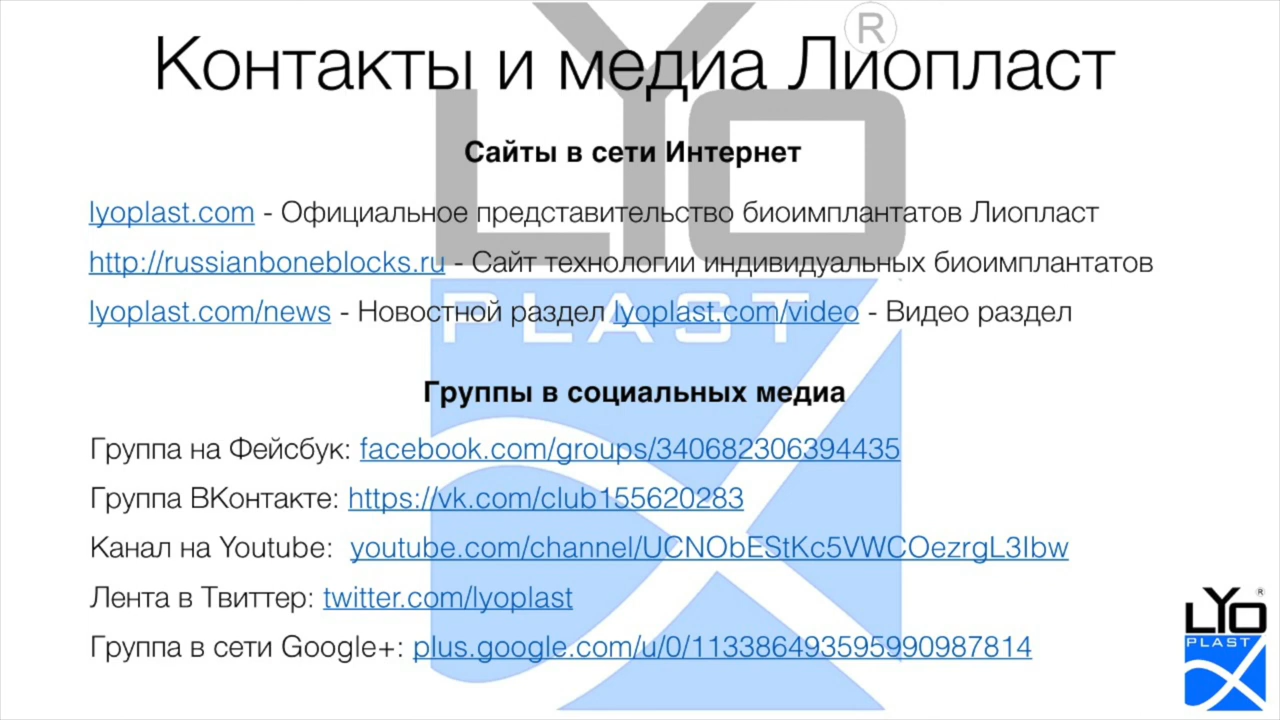 Контакты и медиа Лиопласт
Сайты в сети Интернет
lyoplast.com - Официальное представительство биоимплантатов Лиопласт
http://russianboneblocks.ru - Сайт технологии индивидуальных биоимплантатов
lyoplast.com/news - Новостной раздел lyoplast.com/video - Видео раздел
Группы в социальных медиа
Группа на Фейсбук: facebook.com/groups/340682306394435
Группа ВКонтакте: https://vk.com/club155620283
Канал на Youtube: youtube.com/channel/UCNObEStKc5VWCOezrgL3Ibw
Лента в Твиттер: twitter.com/lyoplast
Группа в сети Google+: plus.google.com/u/0/113386493595990987814
LYO ®
PLAST
LYO ®
PLAST